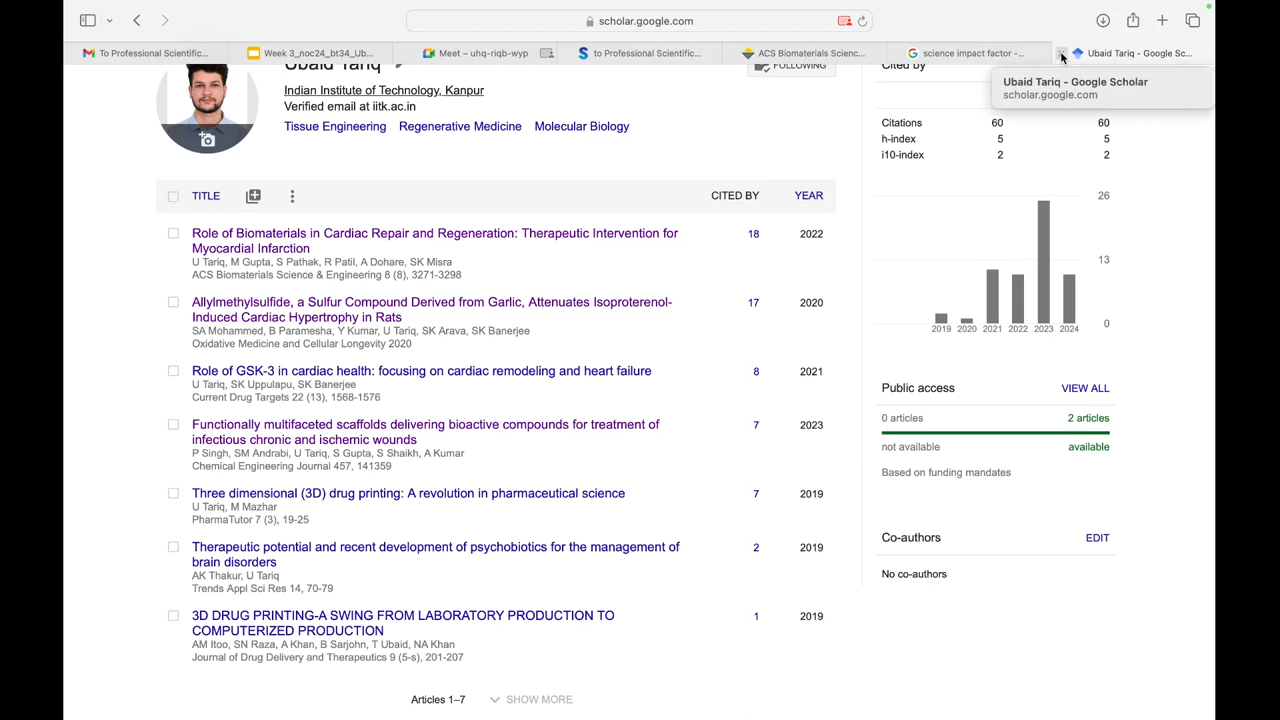 scholar.google.com
To Professional Scientific...
Week 3_noc24_bt34_Ub...
Meet – uhq-riqb-wyp
to Professional Scientific...
ACS Biomaterials Scienc...
science impact factor -...
Ubaid Tariq - Google Sc...
Ubaid Tariq - Google Scholar
scholar.google.com
Ubaid Tariq
FOLLOWING
Indian Institute of Technology, Kanpur
Verified email at iitk.ac.in
Tissue Engineering Regenerative Medicine Molecular Biology
TITLE CITED BY YEAR
Role of Biomaterials in Cardiac Repair and Regeneration: Therapeutic Intervention for 18 2022
Myocardial Infarction
U Tariq, M Gupta, S Pathak, R Patil, A Dohare, SK Misra
ACS Biomaterials Science & Engineering 8 (8), 3271-3298
Allylmethylsulfide, a Sulfur Compound Derived from Garlic, Attenuates Isoproterenol- 17 2020
Induced Cardiac Hypertrophy in Rats
SA Mohammed, B Paramesha, Y Kumar, U Tariq, SK Arava, SK Banerjee
Oxidative Medicine and Cellular Longevity 2020
Role of GSK-3 in cardiac health: focusing on cardiac remodeling and heart failure 8 2021
U Tariq, SK Uppulapu, SK Banerjee
Current Drug Targets 22 (13), 1568-1576
Functionally multifaceted scaffolds delivering bioactive compounds for treatment of 7 2023
infectious chronic and ischemic wounds
P Singh, SM Andrabi, U Tariq, S Gupta, S Shaikh, A Kumar
Chemical Engineering Journal 457, 141359
Three dimensional (3D) drug printing: A revolution in pharmaceutical science 7 2019
U Tariq, M Mazhar
PharmaTutor 7 (3), 19-25
Therapeutic potential and recent development of psychobiotics for the management of 2 2019
brain disorders
AK Thakur, U Tariq
Trends Appl Sci Res 14, 70-79
3D DRUG PRINTING-A SWING FROM LABORATORY PRODUCTION TO 1 2019
COMPUTERIZED PRODUCTION
AM Itoo, SN Raza, A Khan, B Sarjohn, T Ubaid, NA Khan
Journal of Drug Delivery and Therapeutics 9 (5-s), 201-207
Articles 1–7 SHOW MORE
Cited by
Citations 60 60
h-index 5 5
i10-index 2 2
26
13
0
2019 2020 2021 2022 2023 2024
Public access VIEW ALL
0 articles 2 articles
not available available
Based on funding mandates
Co-authors EDIT
No co-authors